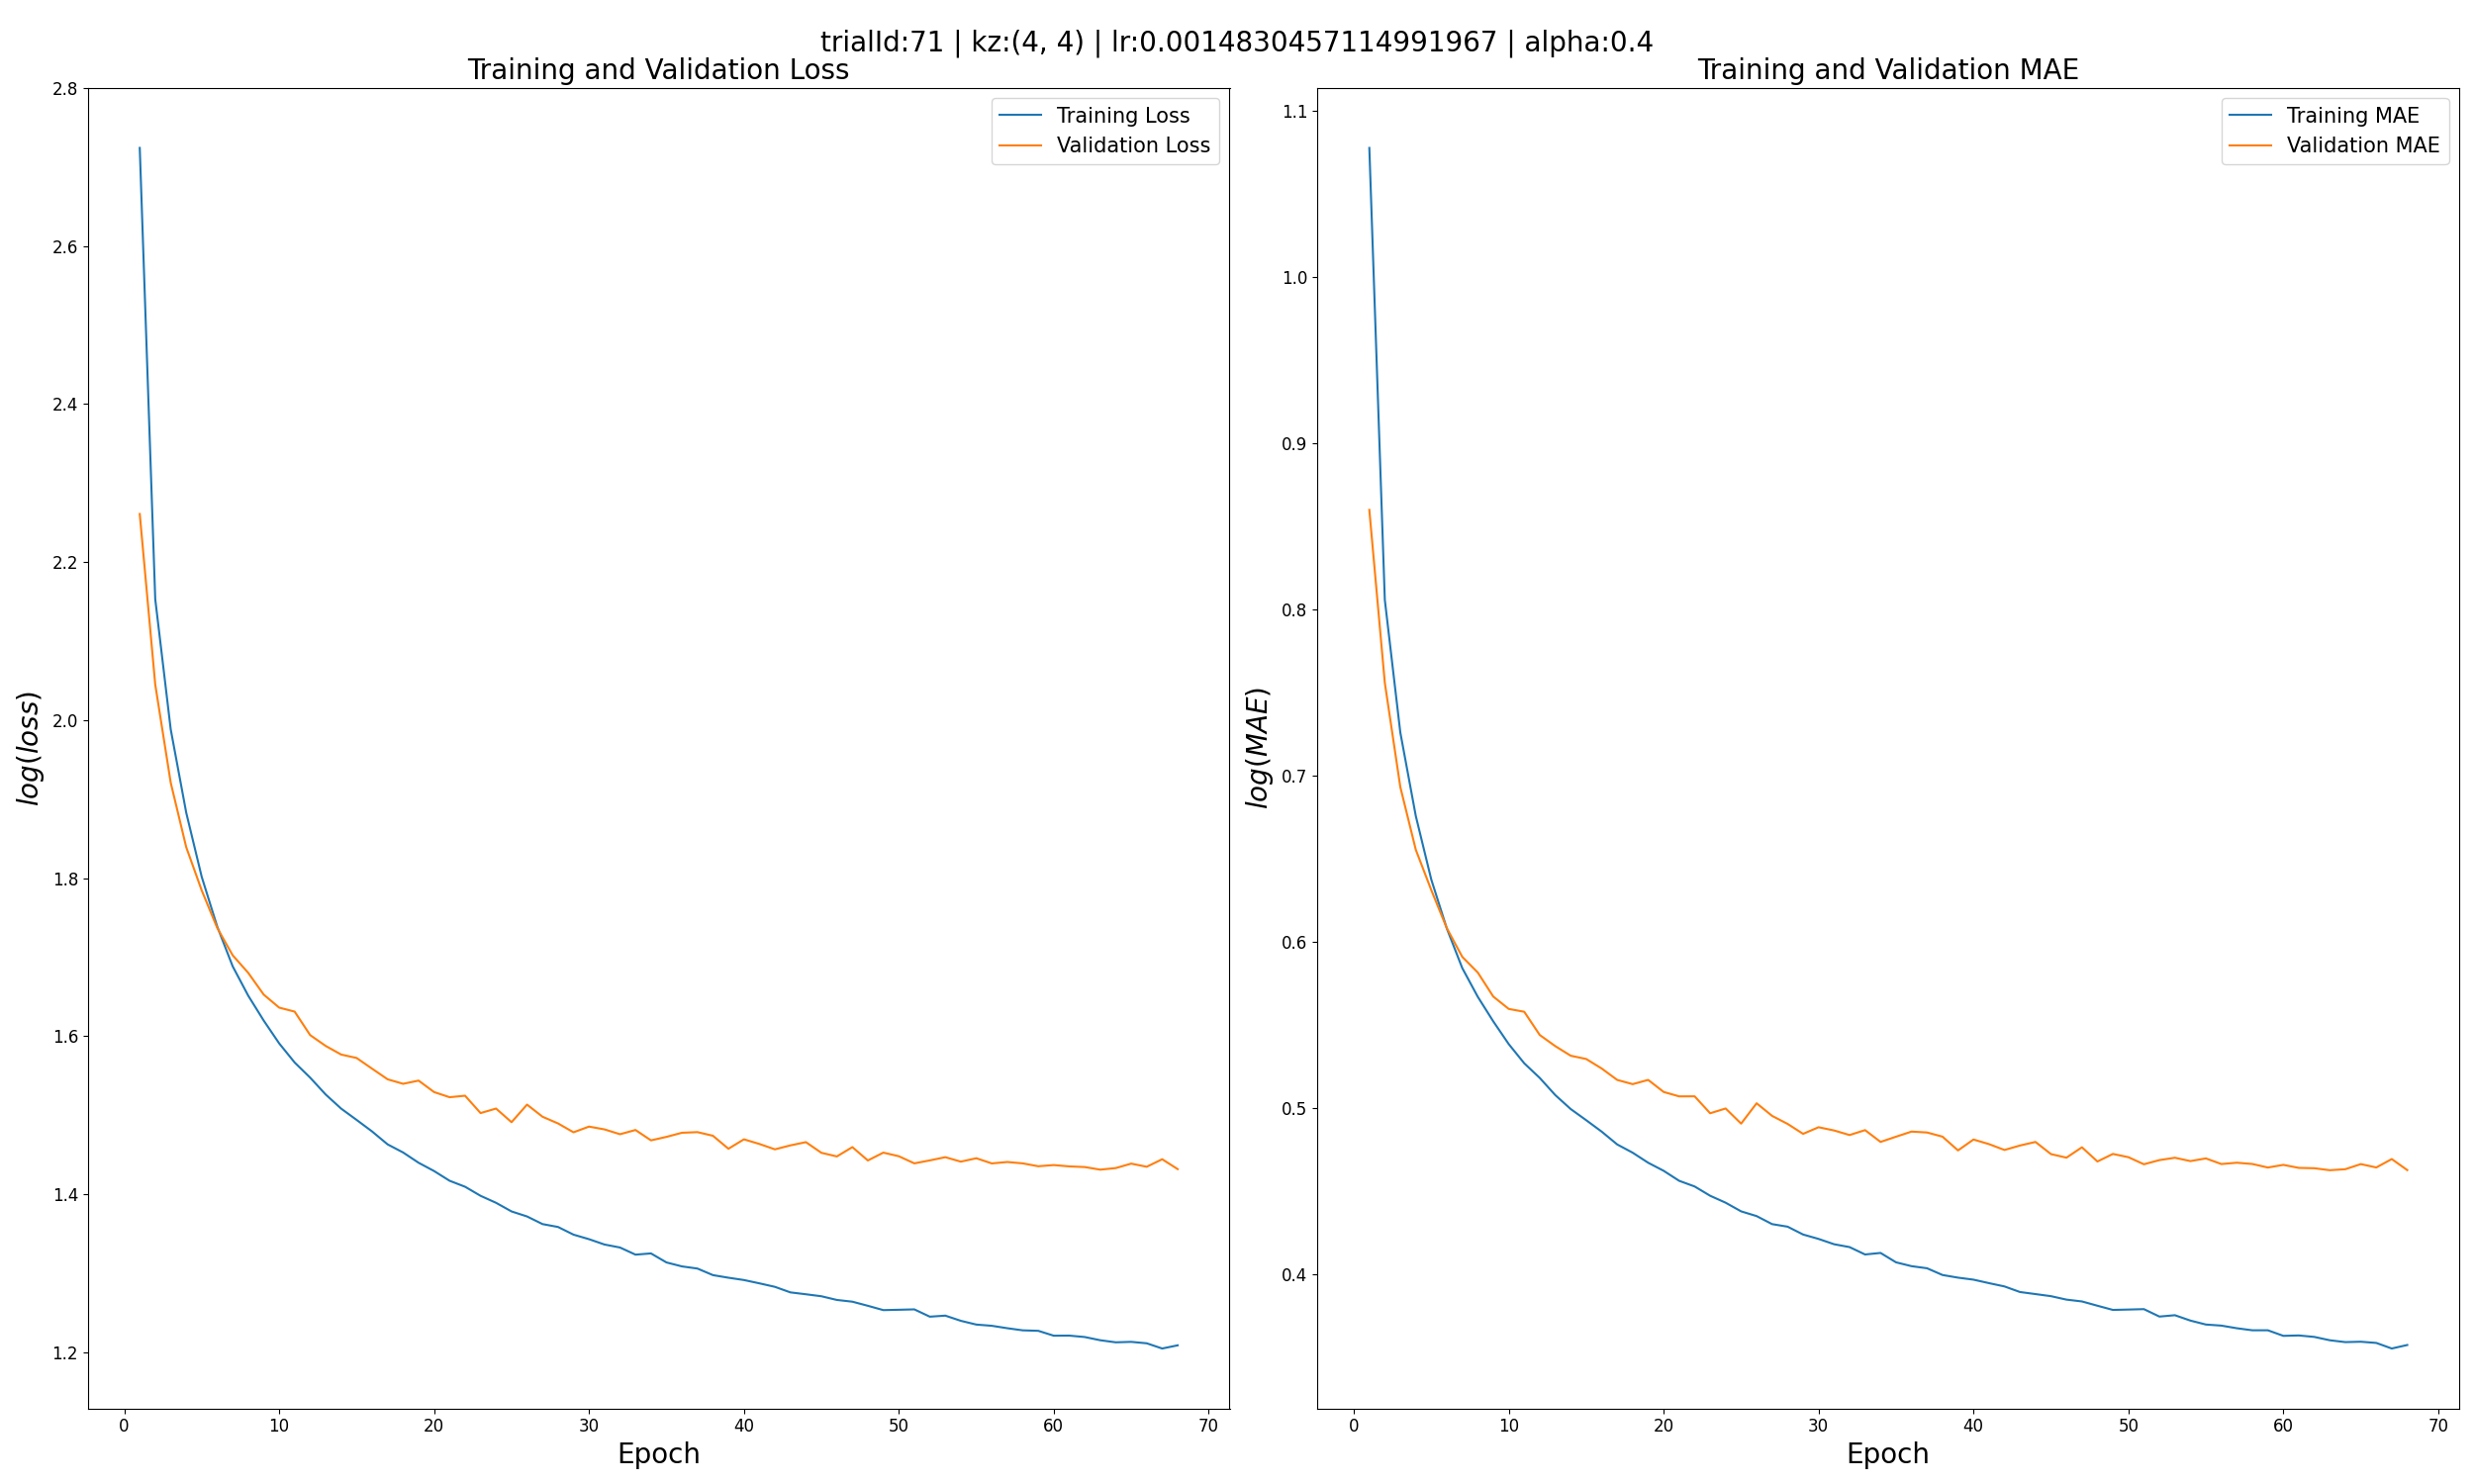 trialId:71 | kz:(4, 4) | lr:0.0014830457114991967 | alpha:0.4
Training and Validation Loss
Training Loss
Validation Loss
2.8
2.6
2.4
2.2
2.0
1.8
1.6
1.4
1.2
log(loss)
0 10 20 30 40 50 60 70
Epoch
Training and Validation MAE
Training MAE
Validation MAE
1.1
1.0
0.9
0.8
0.7
0.6
0.5
0.4
log(MAE)
0 10 20 30 40 50 60 70
Epoch